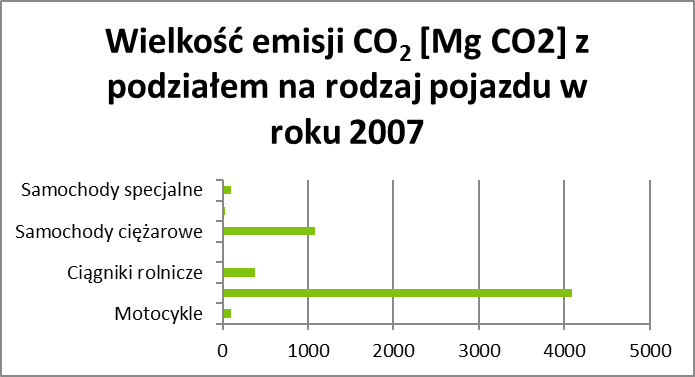 Wielkość emisji CO₂ [Mg CO2] z
podziałem na rodzaj pojazdu w
roku 2007
Samochody specjalne
Samochody ciężarowe
Ciągniki rolnicze
Motocykle
0 1000 2000 3000 4000 5000